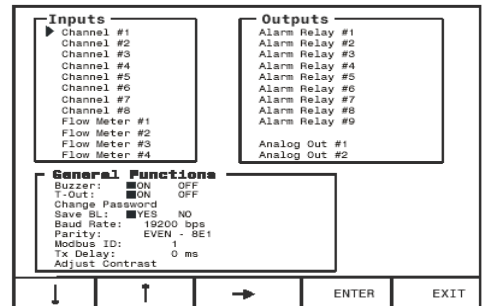 Inputs
Channel #1
Channel #2
Channel #3
Channel #4
Channel #5
Channel #6
Channel #7
Channel #8
Flow Meter #1
Flow Meter #2
Flow Meter #3
Flow Meter #4
Outputs
Alarm Relay #1
Alarm Relay #2
Alarm Relay #3
Alarm Relay #4
Alarm Relay #5
Alarm Relay #6
Alarm Relay #7
Alarm Relay #8
Alarm Relay #9
Analog Out #1
Analog Out #2
General Functions
Buzzer: ON OFF
T-Out: ON OFF
Change Password
Save BL: YES NO
Baud Rate: 19200 bps
Parity: EVEN - 8E1
Modbus ID: 1
Tx Delay: 0 ms
Adjust Contrast
ENTER EXIT